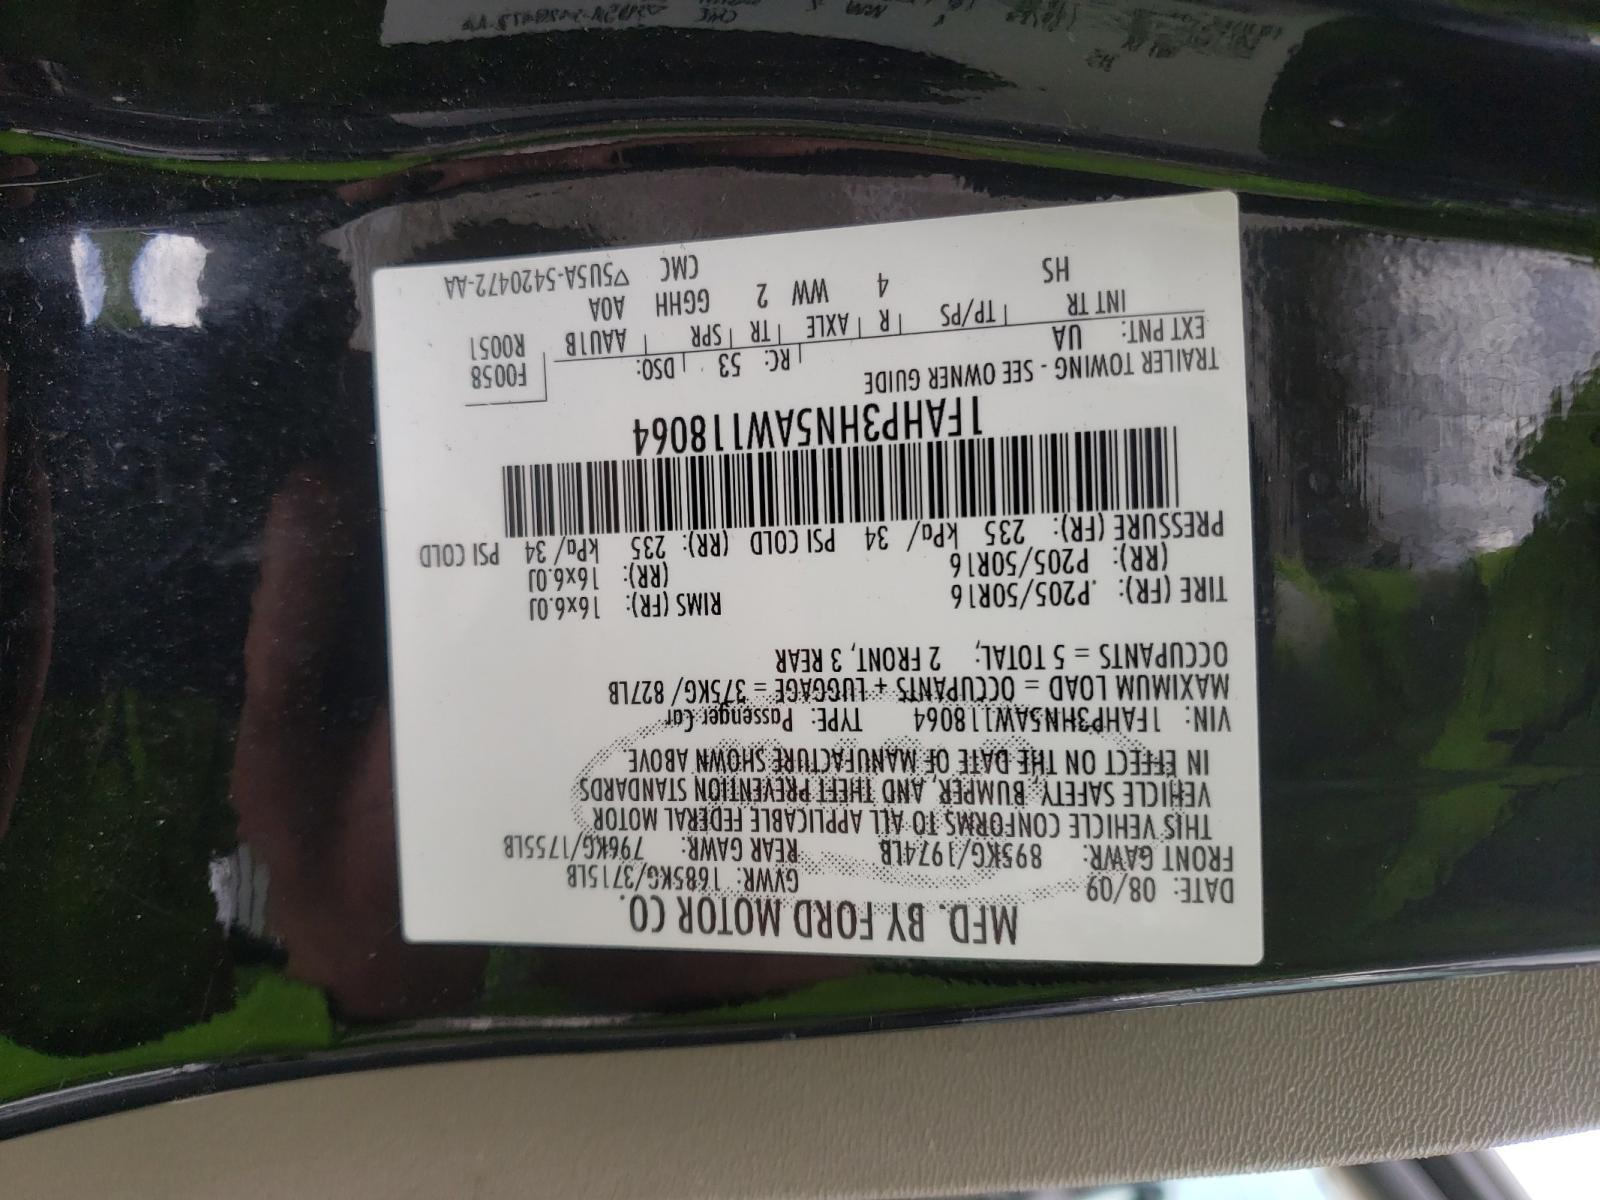 MFD. BY FORD MOTOR CO.
DATE: 08/09 GVWR: 1685KG/3715LB
FRONT GAWR: 895KG/1974LB REAR GAWR: 796KG/1755LB
THIS VEHICLE CONFORMS TO ALL APPLICABLE FEDERAL MOTOR
VEHICLE SAFETY, BUMPER, AND THEFT PREVENTION STANDARDS
IN EFFECT ON THE DATE OF MANUFACTURE SHOWN ABOVE
VIN: 1FAHP3HN5AW118064 TYPE: Passenger Car
MAXIMUM LOAD = OCCUPANTS + LUGGAGE = 375KG/ 827LB
OCCUPANTS = 5 TOTAL; 2 FRONT, 3 REAR
TIRE (FR): P205/50R16 RIMS (FR): 16x6.0J
(RR): P205/50R16 (RR): 16x6.0J
PRESSURE (FR): 235 kPa/ 34 PSI COLD (RR): 235 kPa/ 34 PSI COLD
1FAHP3HN5AW118064
TRAILER TOWING - SEE OWNER GUIDE F0058
RC: 53 DSO: R0051
EXT PNT: UA AAU1B
INT TR TP/PS R AXLE TR SPR
HS 4 WW 2 GGHH AOA
CMC ▽5U5A-5420472-AA